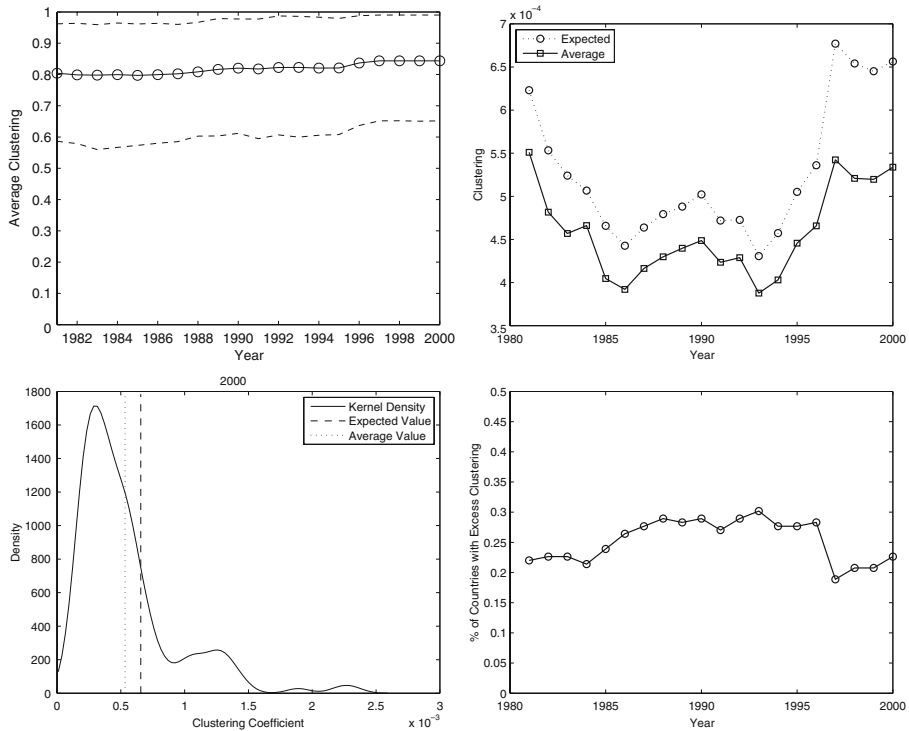 1
0.9
0.8
0.7
0.6
0.5
0.4
0.3
0.2
0.1
0
Average Clustering
1982 1984 1986 1988 1990 1992 1994 1996 1998 2000
Year
x 10⁻⁴
7
6.5
5.5
5
4.5
4
3.5
Clustering
Expected
Average
1980 1985 1990 1995 2000
Year
2000
1800
1600
1400
1200
1000
800
600
400
200
0
Density
Kernel Density
Expected Value
Average Value
0 0.5 1 1.5 2 2.5 3
x 10⁻³
Clustering Coefficient
0.5
0.45
0.4
0.35
0.3
0.25
0.2
0.15
0.1
0.05
0
% of Countries with Excess Clustering
1980 1985 1990 1995 2000
Year